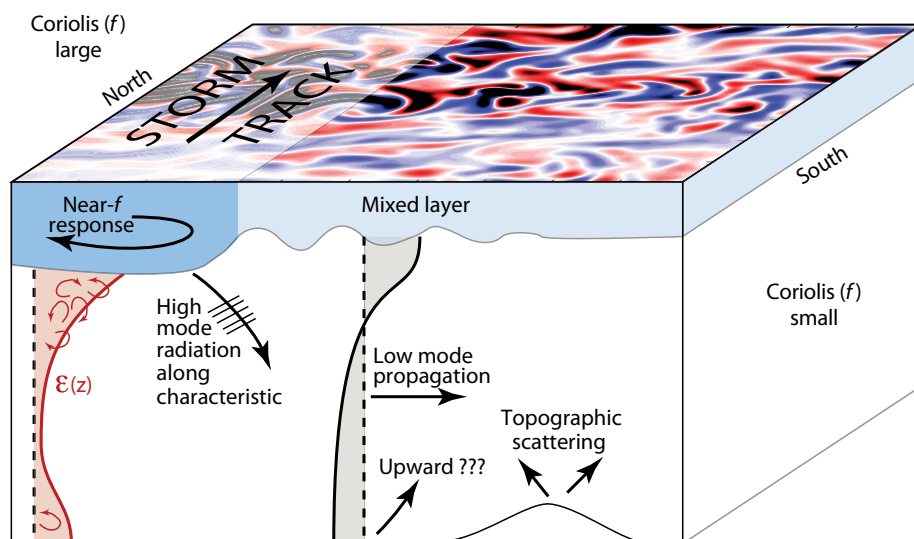 Coriolis (f)
large
North
STORM
TRACK
South
Near-f
response
Mixed layer
High
mode
radiation
along
characteristic
ε(z)
Low mode
propagation
Coriolis (f)
small
Topographic
scattering
Upward ???